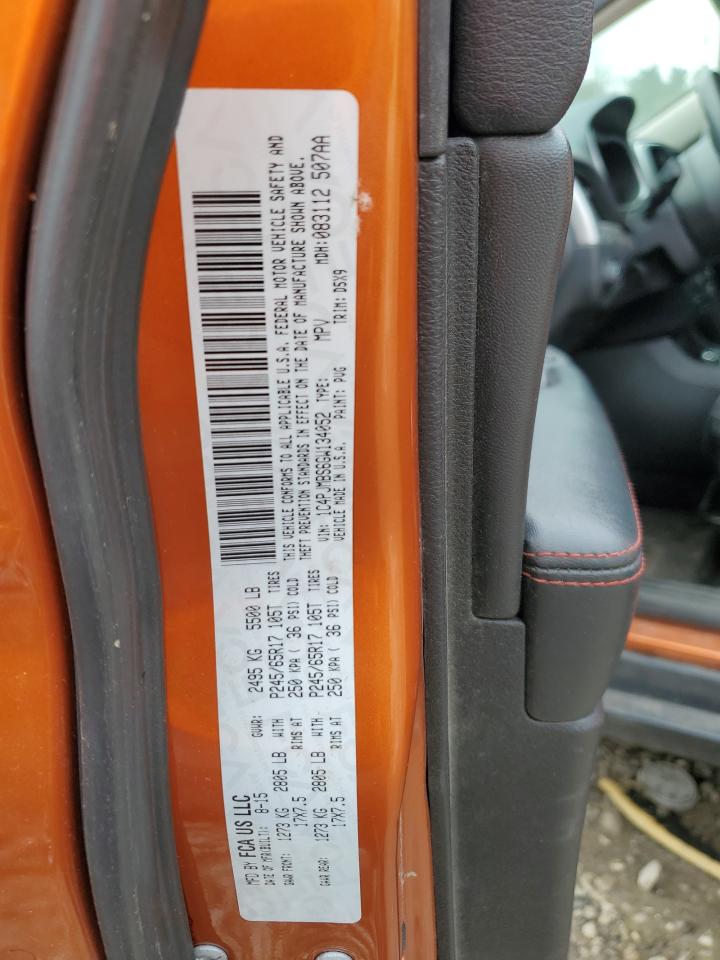 MFD BY FCA US LLC
DATE OF MFR(BUILT): 8-15 GVWR: 2495 KG 5500 LB
GAWR FRONT: 1273 KG 2805 LB WITH P245/65R17 105T TIRES
17X7.5 RIMS AT 250 KPA ( 36 PSI) COLD
GAWR REAR: 1273 KG 2805 LB WITH P245/65R17 105T TIRES
17X7.5 RIMS AT 250 KPA ( 36 PSI) COLD
THIS VEHICLE CONFORMS TO ALL APPLICABLE U.S.A. FEDERAL MOTOR VEHICLE SAFETY AND
THEFT PREVENTION STANDARDS IN EFFECT ON THE DATE OF MANUFACTURE SHOWN ABOVE.
VIN: 1C4PJMBS6GW134052 TYPE: MPV MDH: 083112 507AA
VEHICLE MADE IN U.S.A. PAINT: PUG TRIM: D5X9